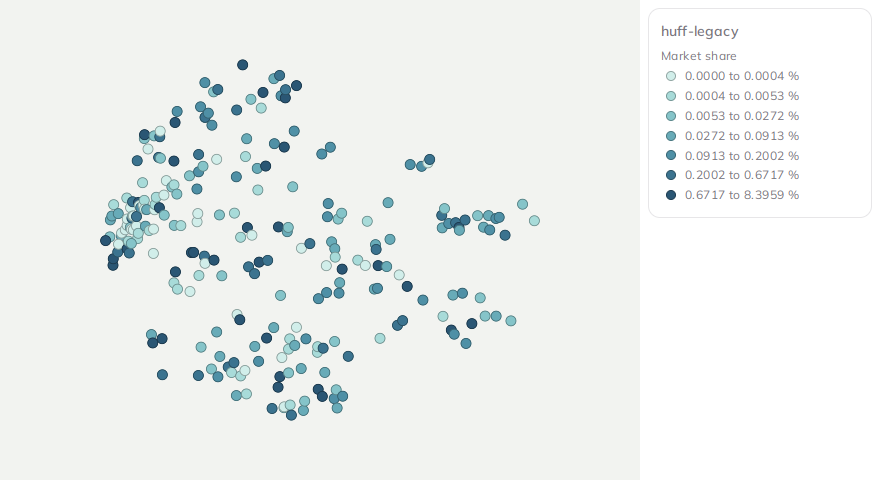 huff-legacy
Market share
0.0000 to 0.0004 %
0.0004 to 0.0053 %
0.0053 to 0.0272 %
0.0272 to 0.0913 %
0.0913 to 0.2002 %
0.2002 to 0.6717 %
0.6717 to 8.3959 %